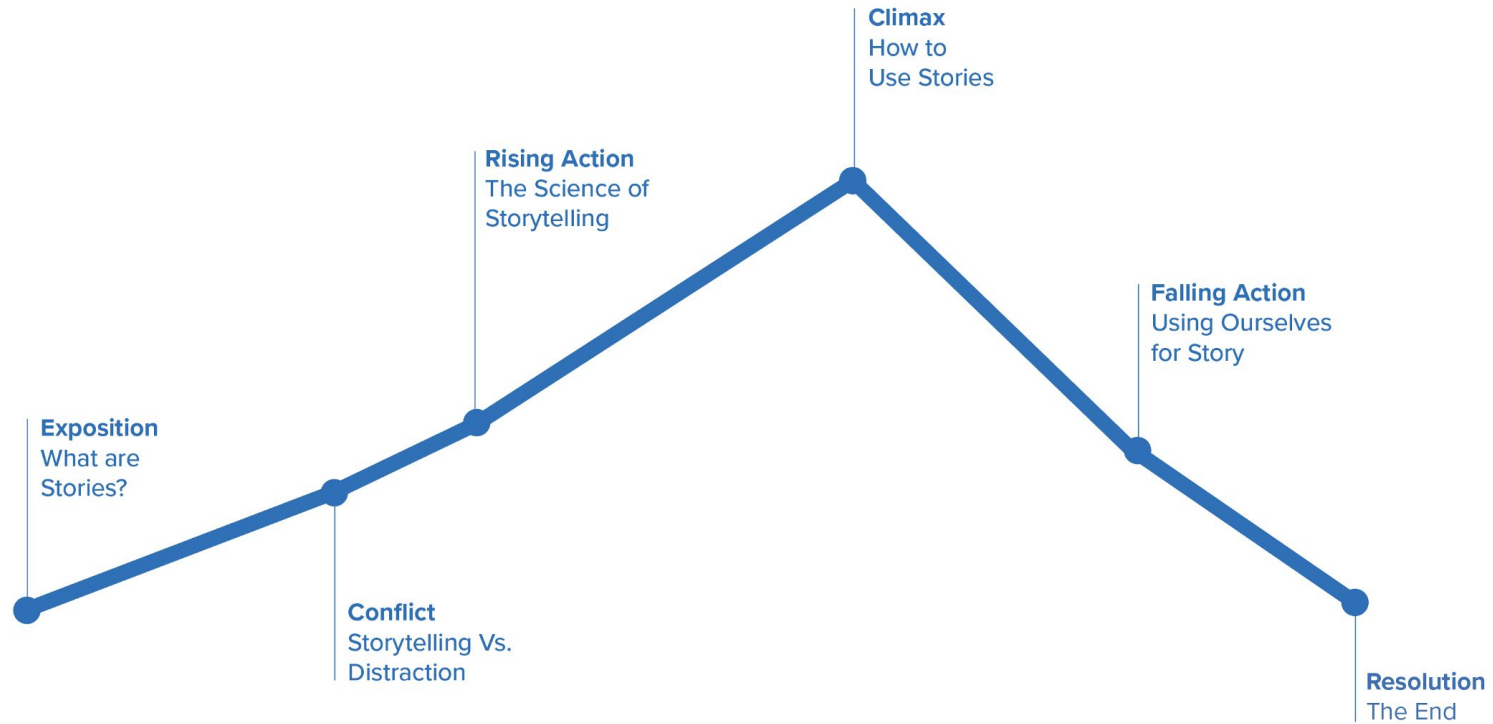 Exposition
What are
Stories?
Conflict
Storytelling Vs.
Distraction
Rising Action
The Science of
Storytelling
Climax
How to
Use Stories
Falling Action
Using Ourselves
for Story
Resolution
The End